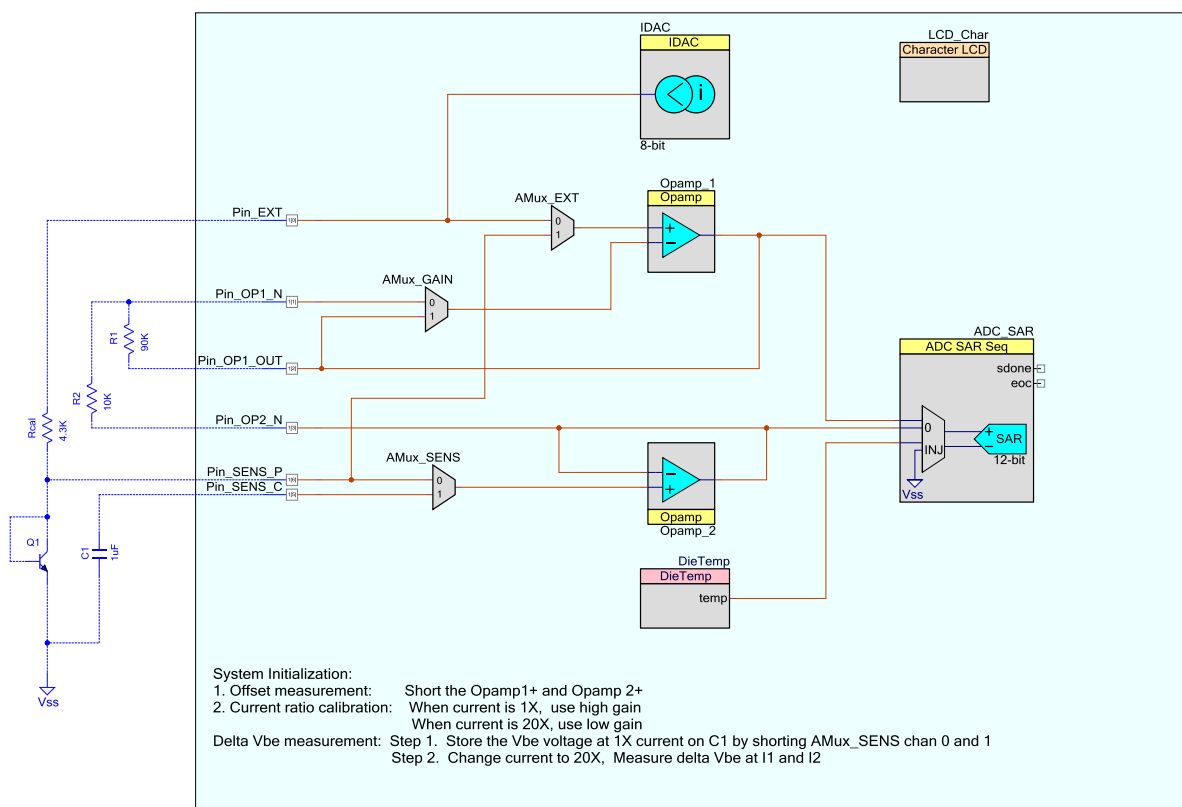 IDAC
IDAC
i
8-bit
LCD_Char
Character LCD
Opamp_1
Opamp
+
−
AMux_EXT
0
1
Pin_EXT
AMux_GAIN
0
1
Pin_OP1_N
R1
90K
Pin_OP1_OUT
R2
10K
Rcal
4.3K
Pin_OP2_N
ADC_SAR
ADC SAR Seq
sdone
eoc
0
INJ
+
SAR
−
12-bit
Vss
Pin_SENS_P
Pin_SENS_C
AMux_SENS
0
1
−
+
Opamp
Opamp_2
Q1
C1
1uF
DieTemp
DieTemp
temp
Vss
System Initialization:
1. Offset measurement: Short the Opamp1+ and Opamp 2+
2. Current ratio calibration: When current is 1X, use high gain
When current is 20X, use low gain
Delta Vbe measurement: Step 1. Store the Vbe voltage at 1X current on C1 by shorting AMux_SENS chan 0 and 1
Step 2. Change current to 20X, Measure delta Vbe at I1 and I2